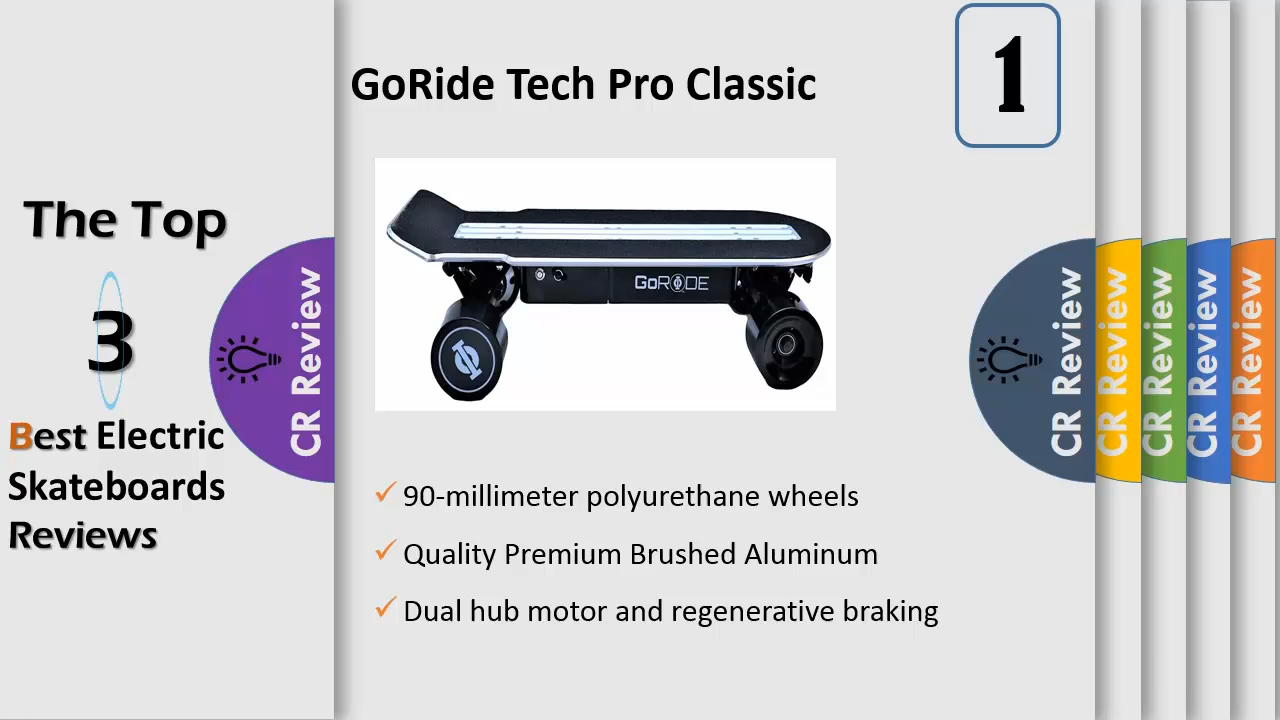 The Top
3
Best Electric
Skateboards
Reviews
CR Review
GoRide Tech Pro Classic
1
GoRIDE
90-millimeter polyurethane wheels
Quality Premium Brushed Aluminum
Dual hub motor and regenerative braking
CR Review
CR Review
CR Review
CR Review
CR Review